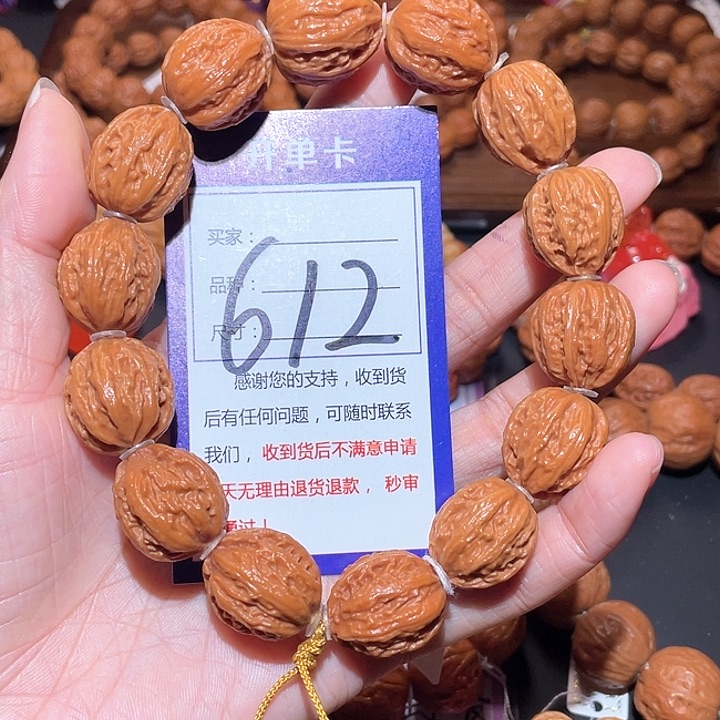 开单卡
买家：
品种：
尺寸：
612
感谢您的支持，收到货
后有任何问题，可随时联系
我们，收到货后不满意申请
天无理由退货退款，秒审
通过！